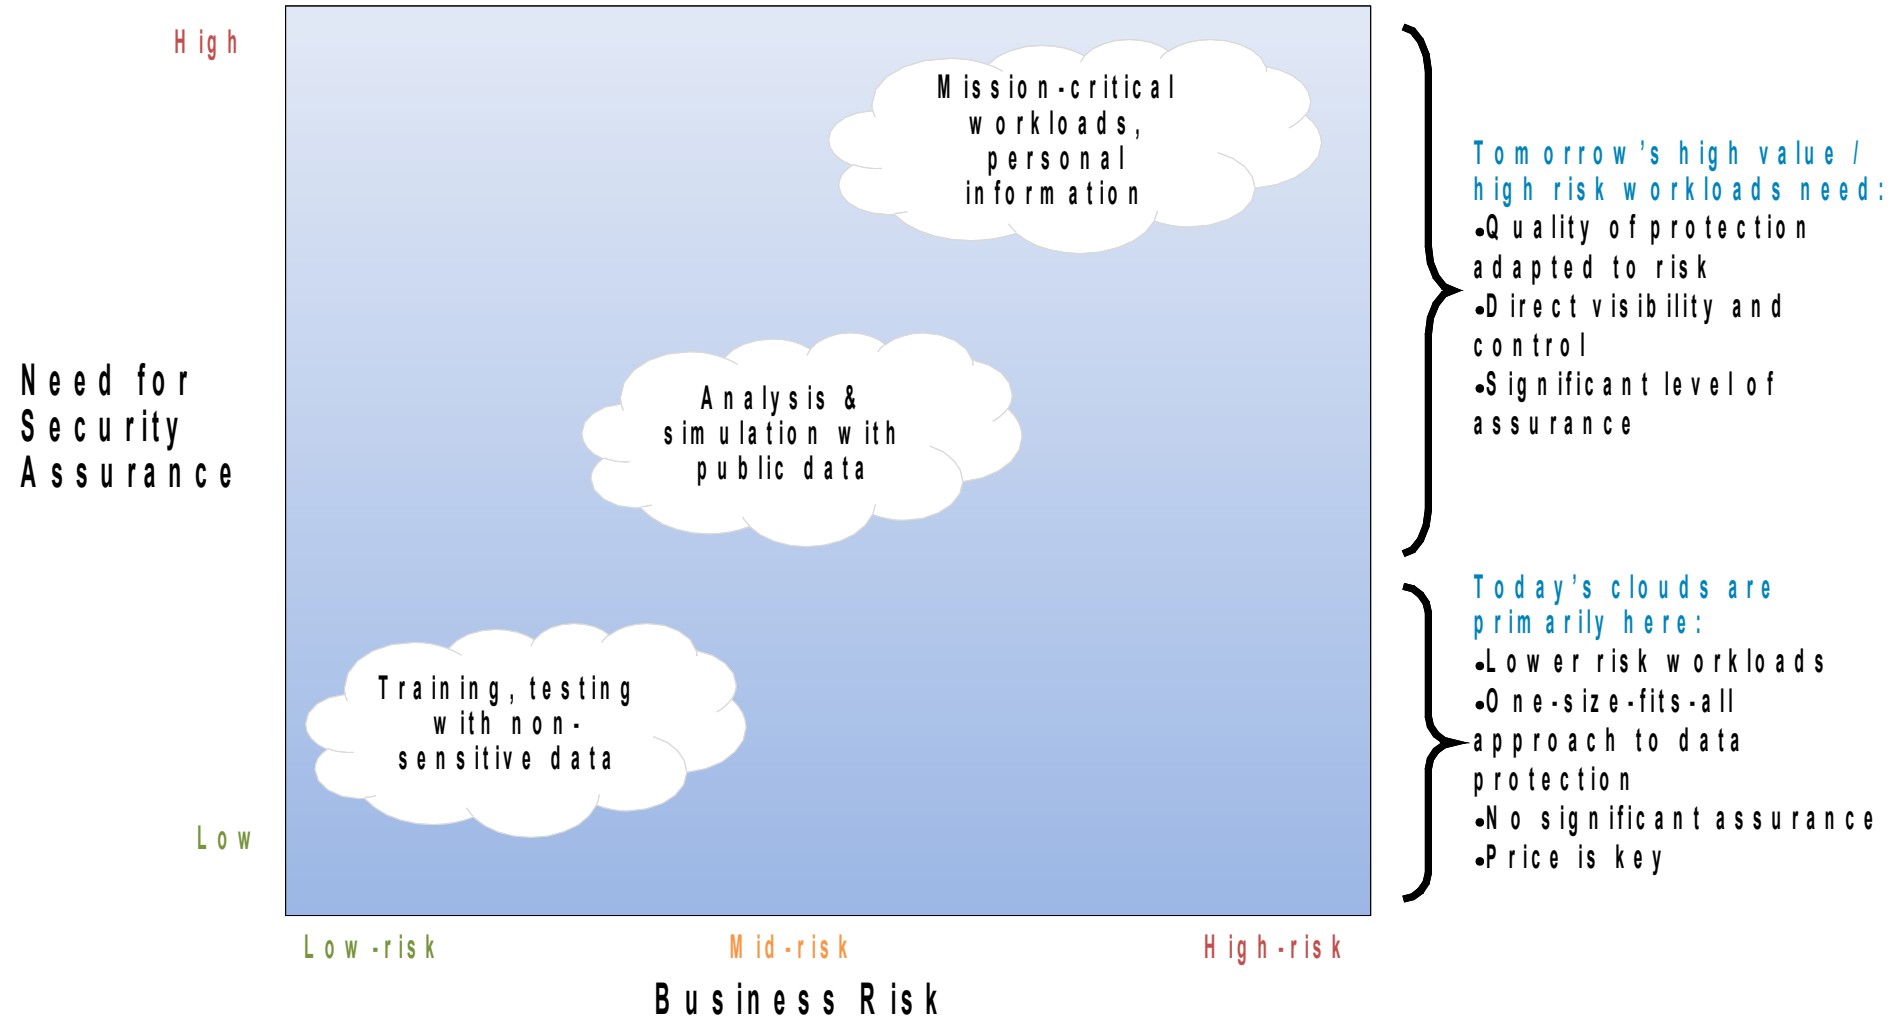 High
Mission-critical
workloads,
personal
information
Tomorrow’s high value /
high risk workloads need:
•Quality of protection
adapted to risk
•Direct visibility and
control
•Significant level of
assurance
Need for
Security
Assurance
Analysis &
simulation with
public data
Today’s clouds are
primarily here:
•Lower risk workloads
•One-size-fits-all
approach to data
protection
•No significant assurance
•Price is key
Training, testing
with non-
sensitive data
Low
Low-risk
Mid-risk
High-risk
Business Risk